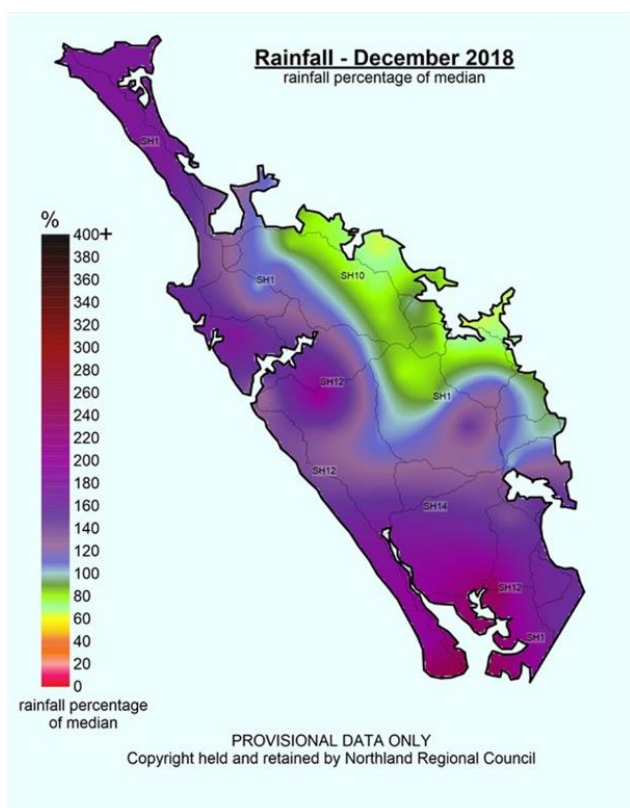 Rainfall - December 2018
rainfall percentage of median
SH1
%
400+
380
360
340
320
300
280
260
240
220
200
180
160
140
120
100
80
60
40
20
0
rainfall percentage
of median
SH10
SH1
SH12
SH1
SH12
SH14
SH12
SH1
PROVISIONAL DATA ONLY
Copyright held and retained by Northland Regional Council